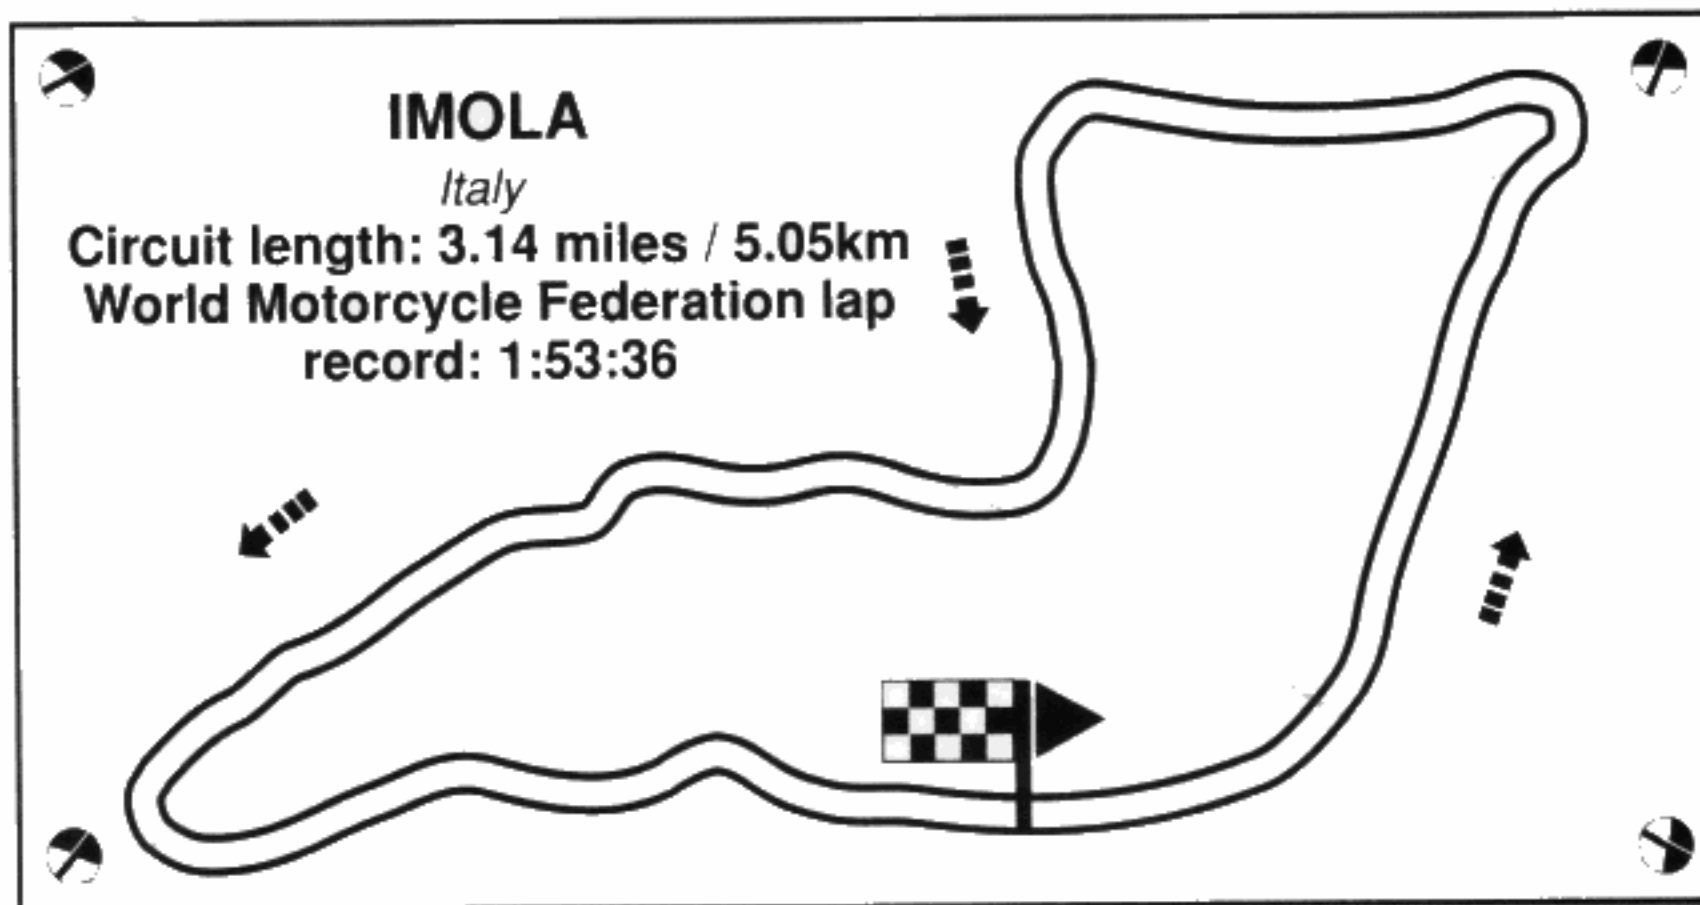 IMOLA
Italy
Circuit length: 3.14 miles / 5.05km
World Motorcycle Federation lap
record: 1:53:36